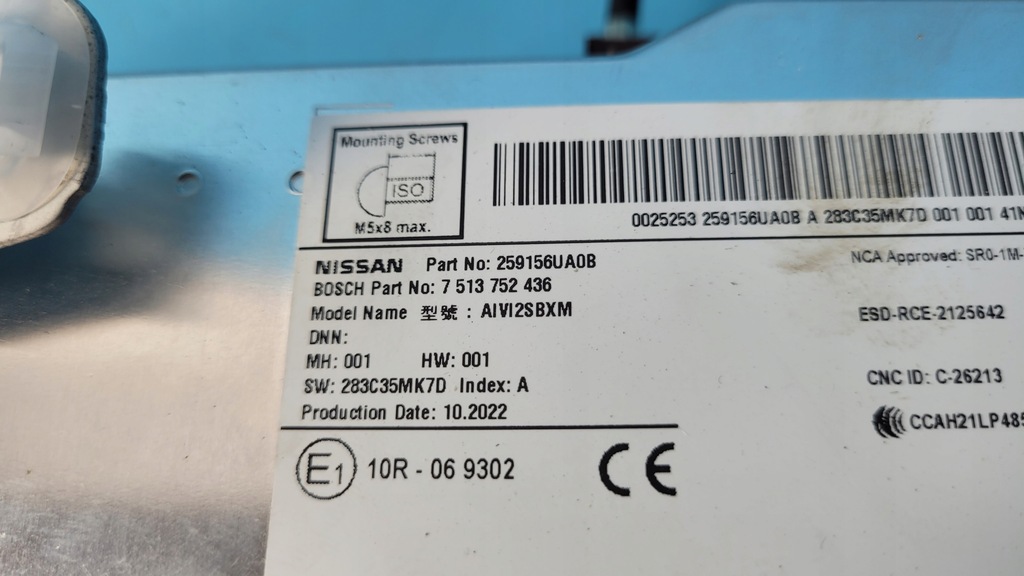 Mounting Screws
ISO
M5x8 max.
0025253 259156UA0B A 283C35MK7D 001 001 41
NISSAN Part No: 259156UA0B
BOSCH Part No: 7 513 752 436
Model Name 型號 : AIVI2SBXM
DNN:
MH: 001 HW: 001
SW: 283C35MK7D Index: A
Production Date: 10.2022
E1 10R - 06 9302
CE
NCA Approved: SR0-1M-
ESD-RCE-2125642
CNC ID: C-26213
CCAH21LP485